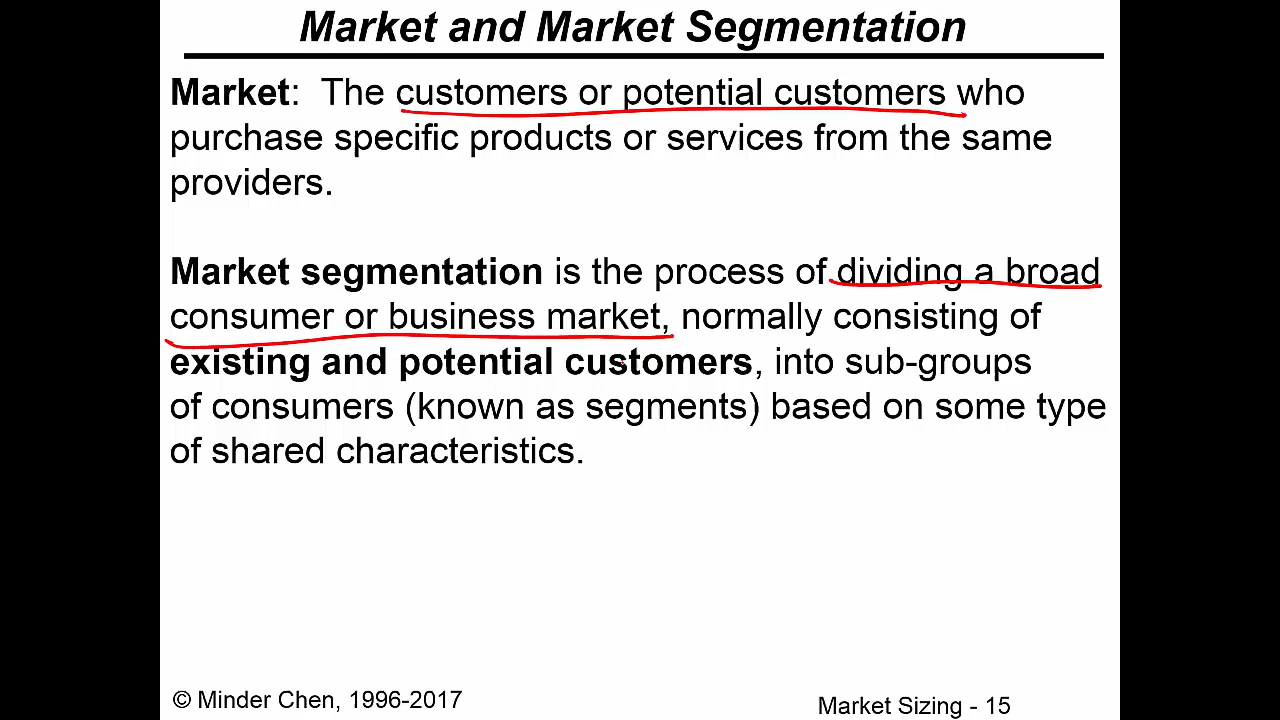 Market and Market Segmentation
Market: The customers or potential customers who
purchase specific products or services from the same
providers.
Market segmentation is the process of dividing a broad
consumer or business market, normally consisting of
existing and potential customers, into sub-groups
of consumers (known as segments) based on some type
of shared characteristics.
© Minder Chen, 1996-2017
Market Sizing - 15